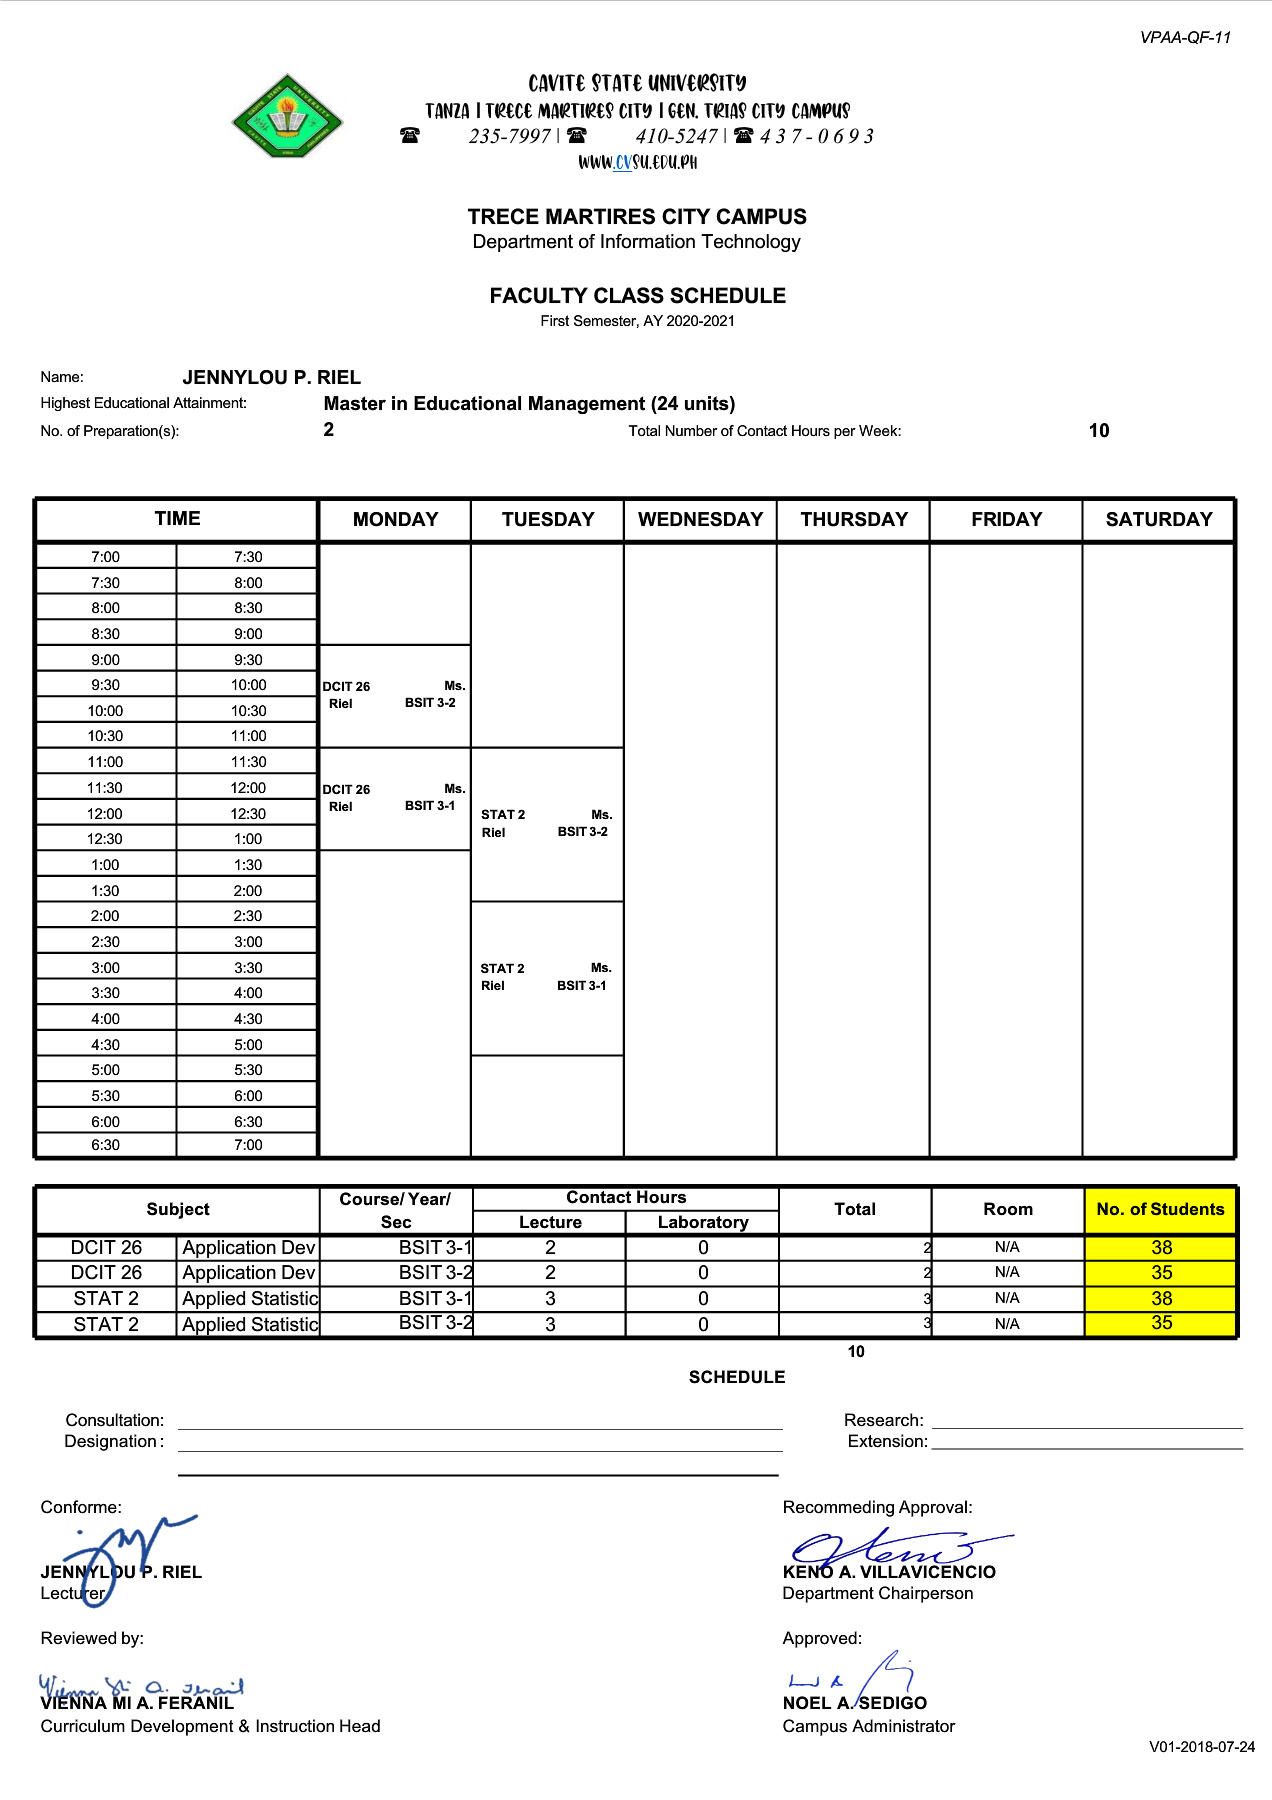 VPAA-QF-11
CAVITE STATE UNIVERSITY
TANZA | TRECE MARTIRES CITY | GEN. TRIAS CITY CAMPUS
☎ 235-7997 | ☎ 410-5247 | ☎ 437-0693
WWW.CVSU.EDU.PH
TRECE MARTIRES CITY CAMPUS
Department of Information Technology
FACULTY CLASS SCHEDULE
First Semester, AY 2020-2021
Name: JENNYLOU P. RIEL
Highest Educational Attainment: Master in Educational Management (24 units)
No. of Preparation(s): 2 Total Number of Contact Hours per Week: 10
TIME MONDAY TUESDAY WEDNESDAY THURSDAY FRIDAY SATURDAY
7:00 7:30
7:30 8:00
8:00 8:30
8:30 9:00
9:00 9:30
9:30 10:00 DCIT 26 Ms.
10:00 10:30 Riel BSIT 3-2
10:30 11:00
11:00 11:30
11:30 12:00 DCIT 26 Ms.
Riel BSIT 3-1
12:00 12:30 STAT 2 Ms.
12:30 1:00 Riel BSIT 3-2
1:00 1:30
1:30 2:00
2:00 2:30
2:30 3:00
3:00 3:30 STAT 2 Ms.
3:30 4:00 Riel BSIT 3-1
4:00 4:30
4:30 5:00
5:00 5:30
5:30 6:00
6:00 6:30
6:30 7:00
Subject Course/ Year/ Sec Contact Hours Total Room No. of Students
Lecture Laboratory
DCIT 26 Application Dev BSIT 3-1 2 0 2 N/A 38
DCIT 26 Application Dev BSIT 3-2 2 0 2 N/A 35
STAT 2 Applied Statistic BSIT 3-1 3 0 3 N/A 38
STAT 2 Applied Statistic BSIT 3-2 3 0 3 N/A 35
10
SCHEDULE
Consultation: Research:
Designation : Extension:
Conforme: Recommeding Approval:
JENNYLOU P. RIEL KENO A. VILLAVICENCIO
Lecturer Department Chairperson
Reviewed by: Approved:
VIENNA MI A. FERANIL NOEL A. SEDIGO
Curriculum Development & Instruction Head Campus Administrator
V01-2018-07-24